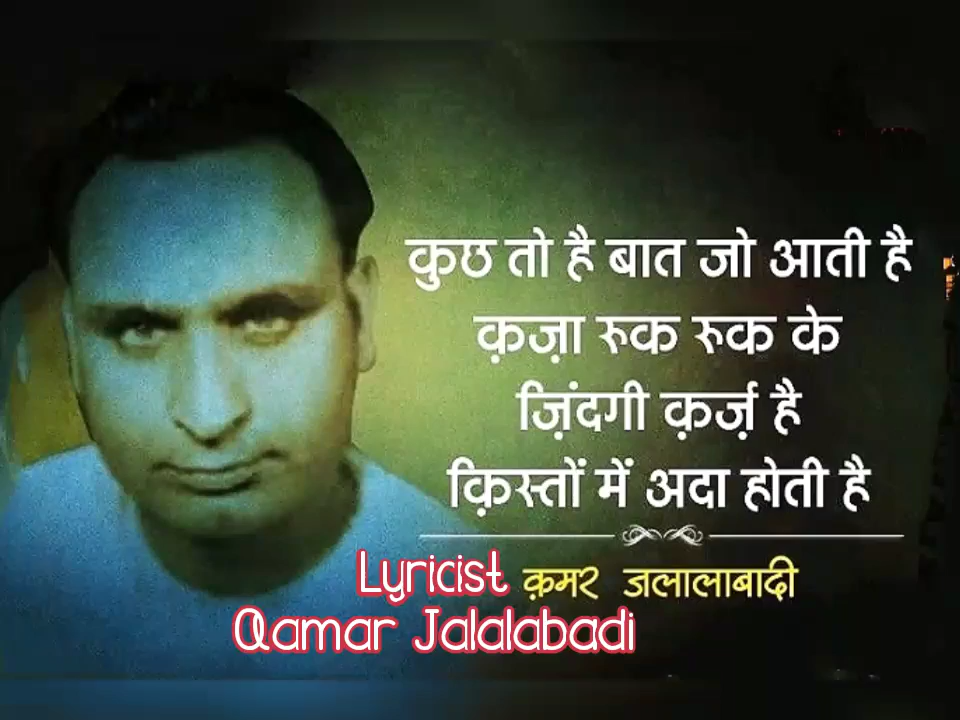 कुछ तो है बात जो आती है
क़ज़ा रुक रुक के
ज़िंदगी क़र्ज़ है
क़िस्तों में अदा होती है
Lyricist क़मर जलालाबादी
Qamar Jalalabadi